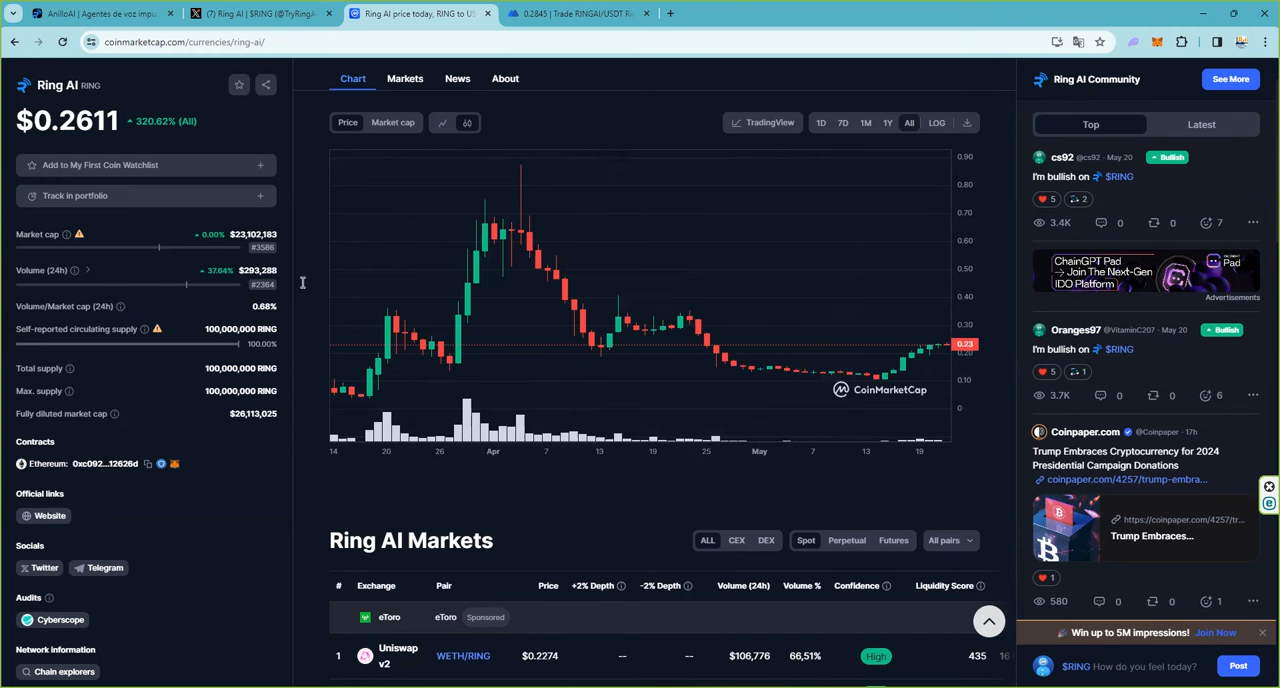 AnilloAI | Agentes de voz impul
(7) Ring AI | $RING (@TryRingA
Ring AI price today, RING to US
0.2845 | Trade RINGAI/USDT Ri
coinmarketcap.com/currencies/ring-ai/
Ring AI RING
$0.2611 320.62% (All)
Add to My First Coin Watchlist
Track in portfolio
Market cap 0.00% $23,102,183
#3586
Volume (24h) 37.64% $293,288
#2364
Volume/Market cap (24h) 0.68%
Self-reported circulating supply 100,000,000 RING
100.00%
Total supply 100,000,000 RING
Max. supply 100,000,000 RING
Fully diluted market cap $26,113,025
Contracts
Ethereum: 0xc092...12626d
Official links
Website
Socials
Twitter Telegram
Audits
Cyberscope
Network information
Chain explorers
Chart Markets News About
Price Market cap
TradingView 1D 7D 1M 1Y All LOG
0.90
0.80
0.70
0.60
0.50
0.40
0.30
0.23
0.20
0.10
0
CoinMarketCap
14 20 26 Apr 7 13 19 25 May 7 13 19
Ring AI Markets
ALL CEX DEX Spot Perpetual Futures All pairs
# Exchange Pair Price +2% Depth -2% Depth Volume (24h) Volume % Confidence Liquidity Score
eToro eToro Sponsored
1 Uniswap v2 WETH/RING $0.2274 -- -- $106,776 66,51% High 435 16
Ring AI Community
See More
Top Latest
cs92 @cs92 · May 20 Bullish
I'm bullish on $RING
5 2
3.4K 0 0 7
ChainGPT Pad
→ Join The Next-Gen
IDO Platform
Pad
Advertisements
Oranges97 @VitaminC207 · May 20 Bullish
I'm bullish on $RING
5 1
3.7K 0 0 6
Coinpaper.com @Coinpaper · 17h
Trump Embraces Cryptocurrency for 2024
Presidential Campaign Donations
coinpaper.com/4257/trump-embra...
https://coinpaper.com/4257/tr...
Trump Embraces...
1
580 0 0 1
Win up to 5M impressions! Join Now
$RING How do you feel today?
Post